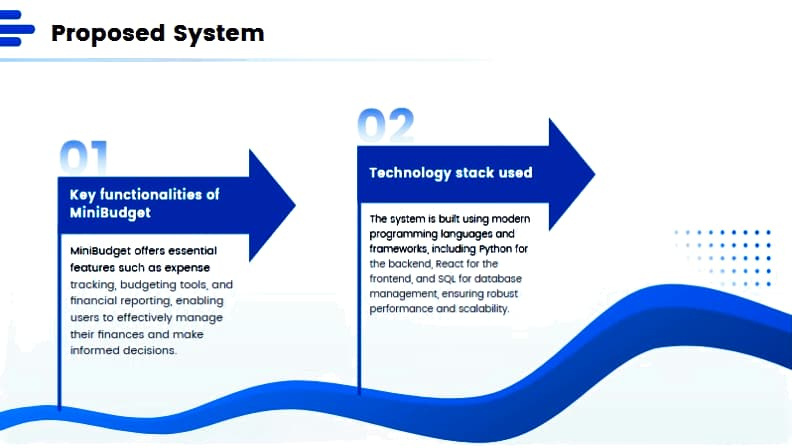 Proposed System
01
Key functionalities of
MiniBudget
MiniBudget offers essential
features such as expense
tracking, budgeting tools, and
financial reporting, enabling
users to effectively manage
their finances and make
informed decisions.
02
Technology stack used
The system is built using modern
programming languages and
frameworks, including Python for
the backend, React for the
frontend, and SQL for database
management, ensuring robust
performance and scalability.